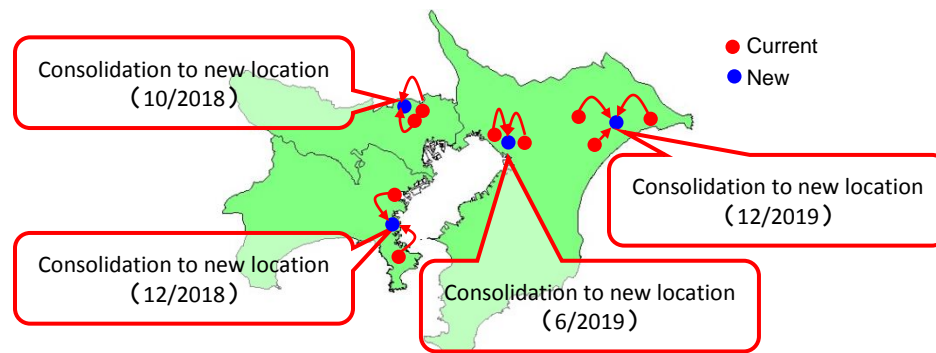 Consolidation to new location
（10/2018）
Current
New
Consolidation to new location
（12/2019）
Consolidation to new location
（12/2018）
Consolidation to new location
（6/2019）